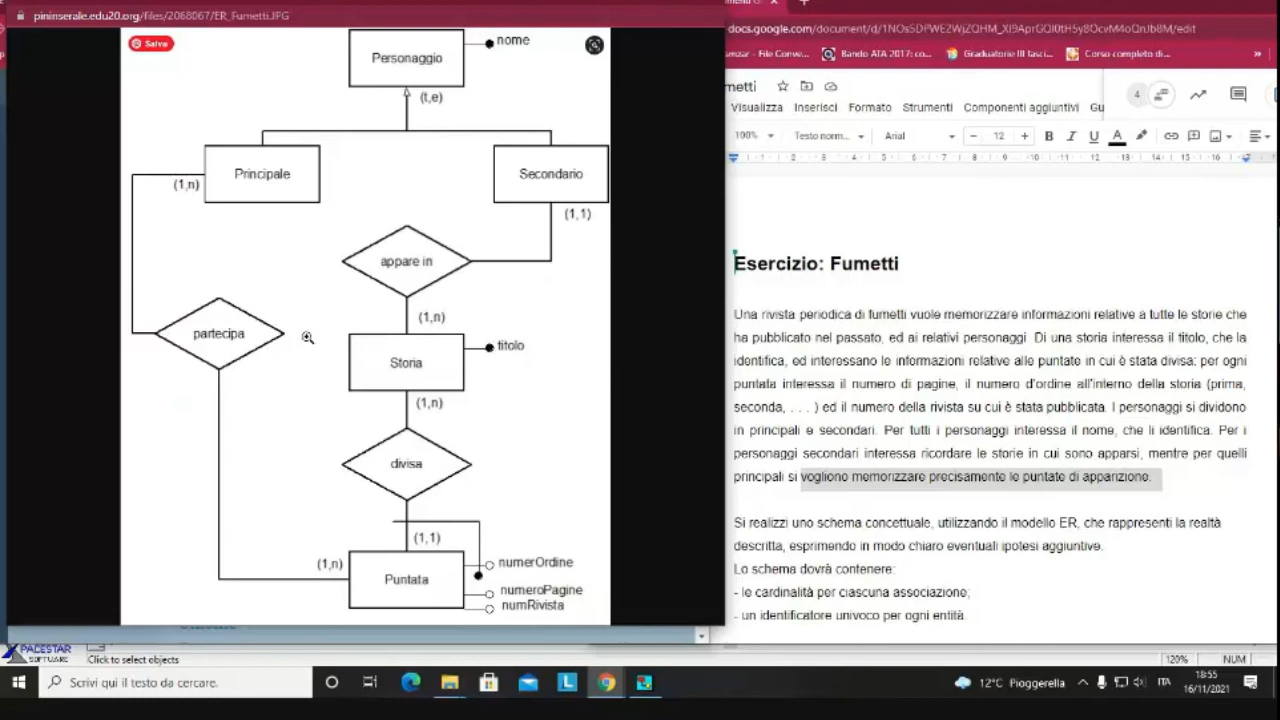 pininserale.edu20.org/files/2068067/ER_Fumetti.JPG
Salva
Personaggio
nome
(t,e)
Principale
Secondario
(1,n)
(1,1)
appare in
(1,n)
partecipa
Storia
titolo
(1,n)
divisa
(1,1)
(1,n)
Puntata
numerOrdine
numeroPagine
numRivista
PACESTAR
SOFTWARE
Click to select objects
Bando ATA 2017: co...
Graduatorie III fasci...
Corso completo di...
»
metti
4
Visualizza Inserisci Formato Strumenti Componenti aggiuntivi Gu
100% Testo norm... Arial 12 B I U A
Esercizio: Fumetti
Una rivista periodica di fumetti vuole memorizzare informazioni relative a tutte le storie che
ha pubblicato nel passato, ed ai relativi personaggi. Di una storia interessa il titolo, che la
identifica, ed interessano le informazioni relative alle puntate in cui è stata divisa: per ogni
puntata interessa il numero di pagine, il numero d'ordine all'interno della storia (prima,
seconda, . . . ) ed il numero della rivista su cui è stata pubblicata. I personaggi si dividono
in principali e secondari. Per tutti i personaggi interessa il nome, che li identifica. Per i
personaggi secondari interessa ricordare le storie in cui sono apparsi, mentre per quelli
principali si vogliono memorizzare precisamente le puntate di apparizione.
Si realizzi uno schema concettuale, utilizzando il modello ER, che rappresenti la realtà
descritta, esprimendo in modo chiaro eventuali ipotesi aggiuntive.
Lo schema dovrà contenere:
- le cardinalità per ciascuna associazione;
- un identificatore univoco per ogni entità
120% NUM
Scrivi qui il testo da cercare.
12°C Pioggerella
ITA
18:55
16/11/2021